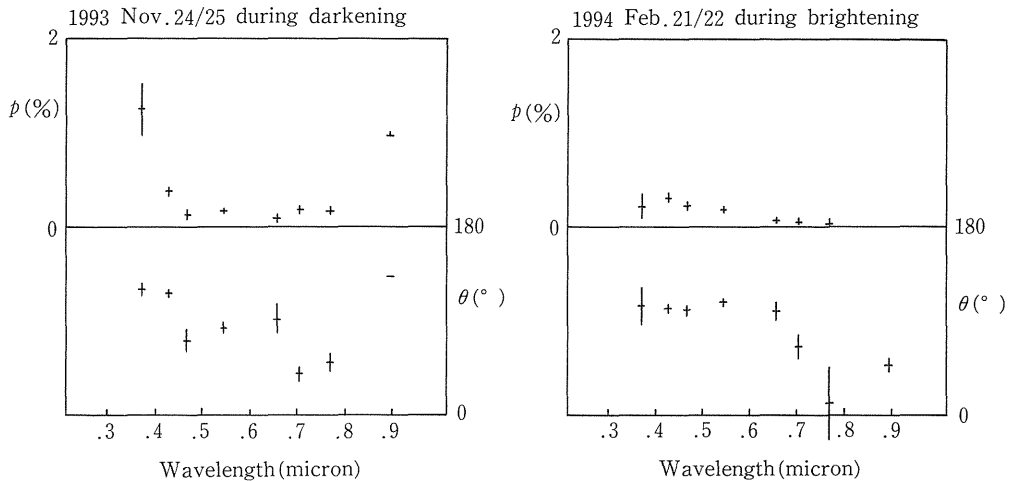 1993 Nov.24/25 during darkening
2
p(%)
0
180
θ(°)
0
.3 .4 .5 .6 .7 .8 .9
Wavelength(micron)
1994 Feb.21/22 during brightening
2
p(%)
0
180
θ(°)
0
.3 .4 .5 .6 .7 .8 .9
Wavelength(micron)